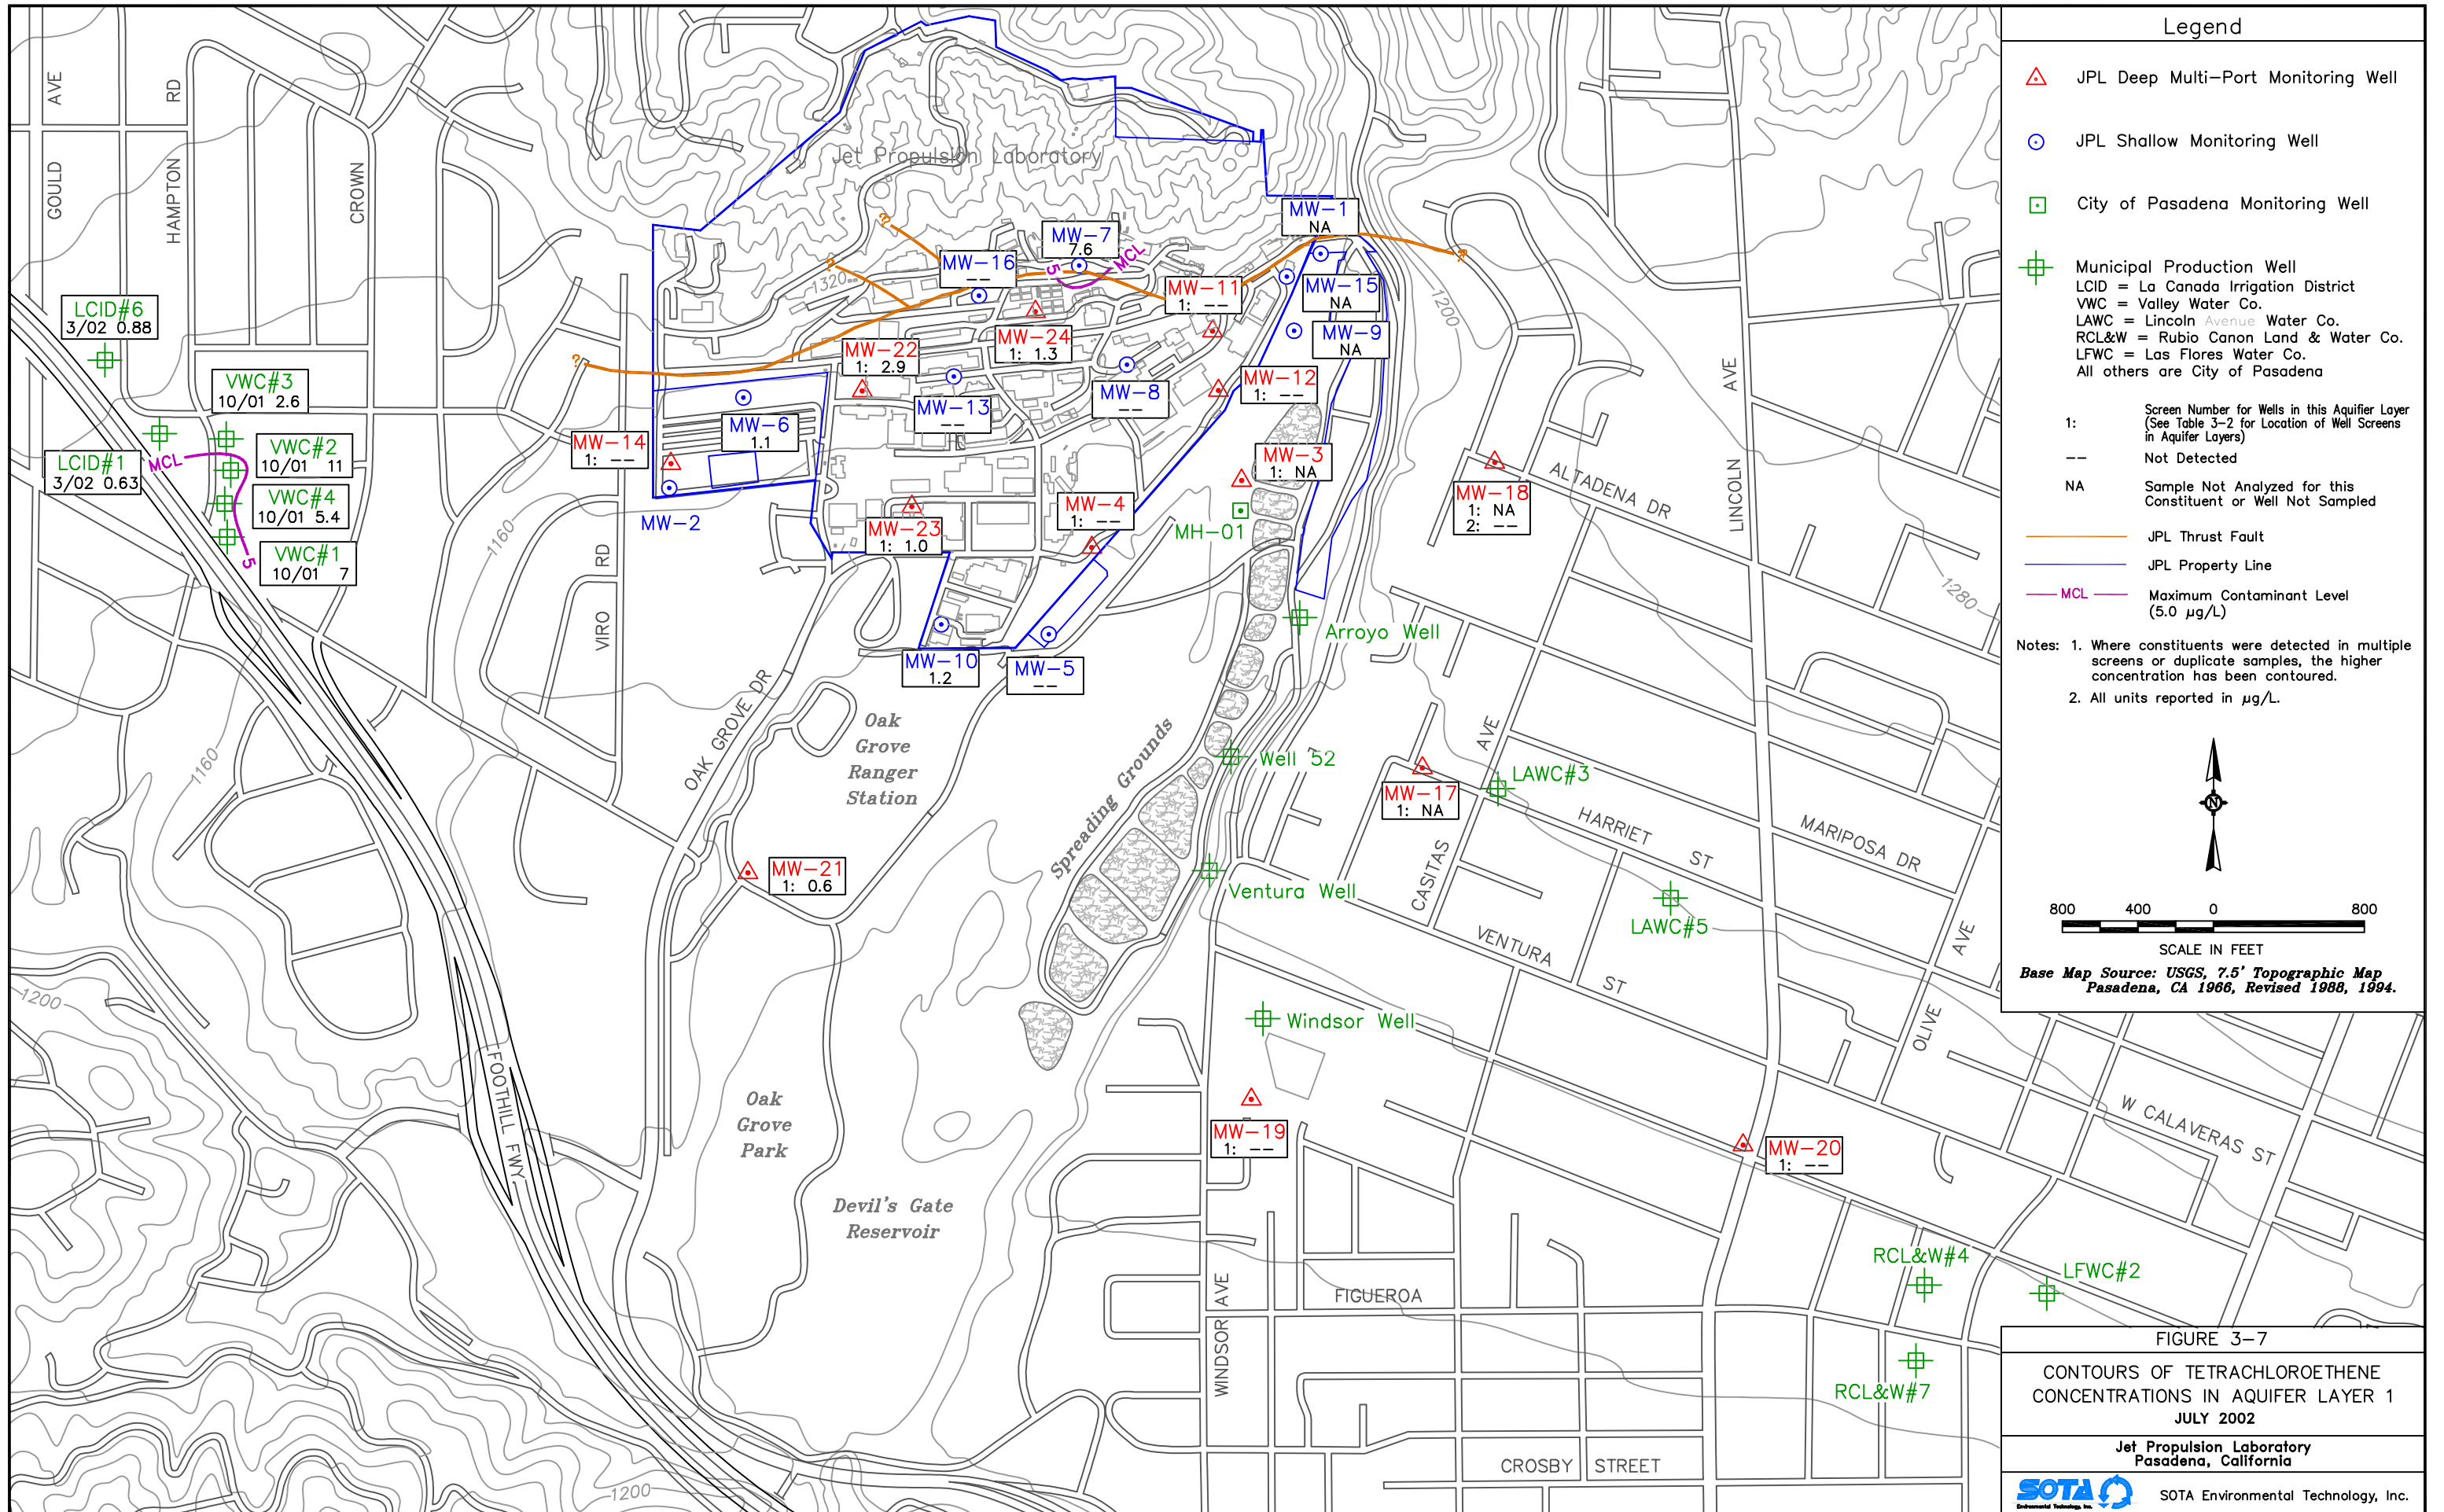 GOULD AVE
HAMPTON RD
CROWN
Jet Propulsion Laboratory
LCID#6
3/02 0.88
VWC#3
10/01 2.6
LCID#1
3/02 0.63
MCL
VWC#2
10/01 11
VWC#4
10/01 5.4
VWC#1
10/01 7
5
MW-1
NA
MW-7
7.6
MW-16
--
5
MCL
MW-11
1: --
MW-15
NA
MW-9
NA
??
?
?
??
1320
1200
MW-22
1: 2.9
MW-24
1: 1.3
MW-13
--
MW-8
--
MW-12
1: --
MW-6
1.1
MW-14
1: --
MW-2
MW-23
1: 1.0
MW-4
1: --
MW-3
1: NA
MH-01
MW-18
1: NA
2: --
ALTADENA DR
LINCOLN AVE
1280
1160
VIRO RD
MW-10
1.2
MW-5
--
Arroyo Well
OAK GROVE DR
Oak
Grove
Ranger
Station
Spreading Grounds
Well 52
MW-17
1: NA
LAWC#3
CASITAS AVE
HARRIET ST
MARIPOSA DR
1160
MW-21
1: 0.6
Ventura Well
LAWC#5
VENTURA ST
OLIVE AVE
1200
Windsor Well
FOOTHILL FWY
Oak
Grove
Park
MW-19
1: --
MW-20
1: --
W CALAVERAS ST
Devil's Gate
Reservoir
RCL&W#4
LFWC#2
WINDSOR AVE
FIGUEROA
RCL&W#7
CROSBY STREET
1200
Legend
JPL Deep Multi-Port Monitoring Well
JPL Shallow Monitoring Well
City of Pasadena Monitoring Well
Municipal Production Well
LCID = La Canada Irrigation District
VWC = Valley Water Co.
LAWC = Lincoln Avenue Water Co.
RCL&W = Rubio Canon Land & Water Co.
LFWC = Las Flores Water Co.
All others are City of Pasadena
1: Screen Number for Wells in this Aquifier Layer
(See Table 3-2 for Location of Well Screens
in Aquifer Layers)
-- Not Detected
NA Sample Not Analyzed for this
Constituent or Well Not Sampled
JPL Thrust Fault
JPL Property Line
MCL Maximum Contaminant Level
(5.0 µg/L)
Notes: 1. Where constituents were detected in multiple
screens or duplicate samples, the higher
concentration has been contoured.
2. All units reported in µg/L.
N
800 400 0 800
SCALE IN FEET
Base Map Source: USGS, 7.5' Topographic Map
Pasadena, CA 1966, Revised 1988, 1994.
FIGURE 3-7
CONTOURS OF TETRACHLOROETHENE
CONCENTRATIONS IN AQUIFER LAYER 1
JULY 2002
Jet Propulsion Laboratory
Pasadena, California
SOTA
Environmental Technology, Inc.
SOTA Environmental Technology, Inc.